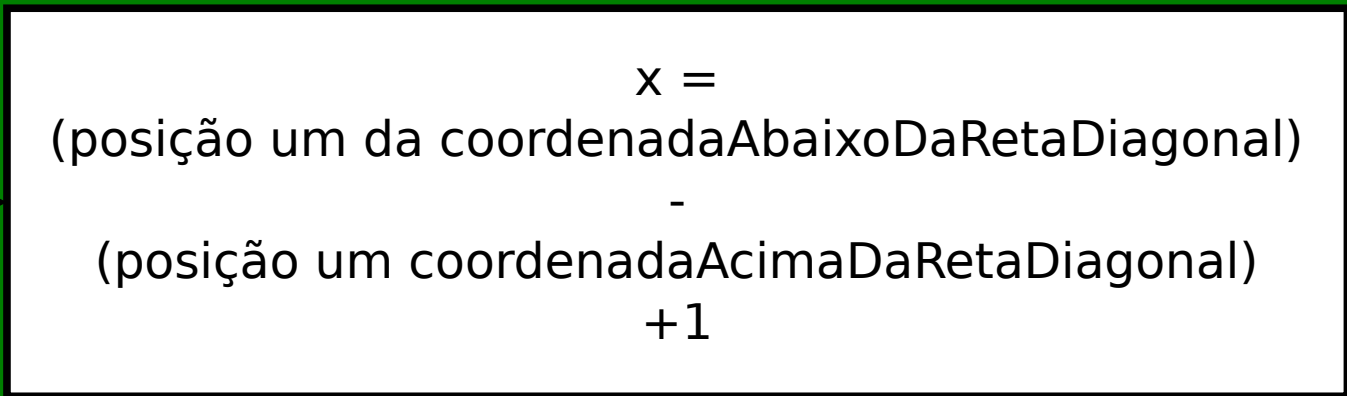 x =
(posição um da coordenadaAbaixoDaRetaDiagonal)
-
(posição um coordenadaAcimaDaRetaDiagonal)
+1